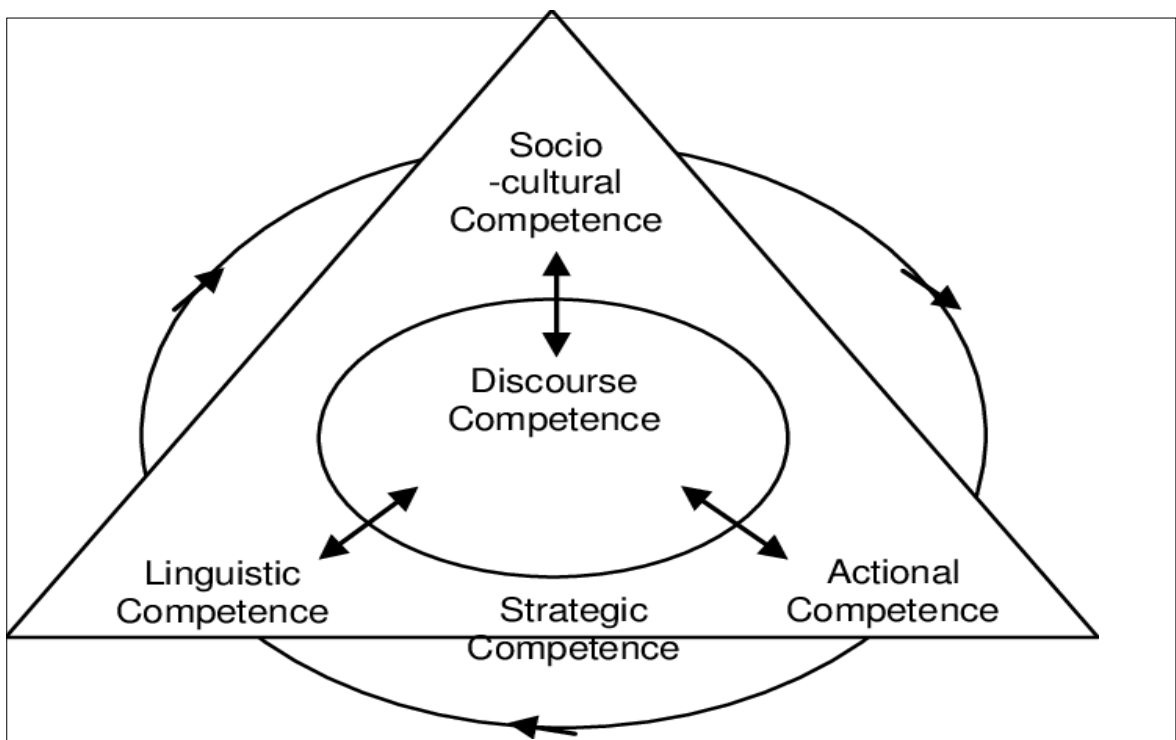 Socio
-cultural
Competence
Discourse
Competence
Linguistic
Competence
Strategic
Competence
Actional
Competence